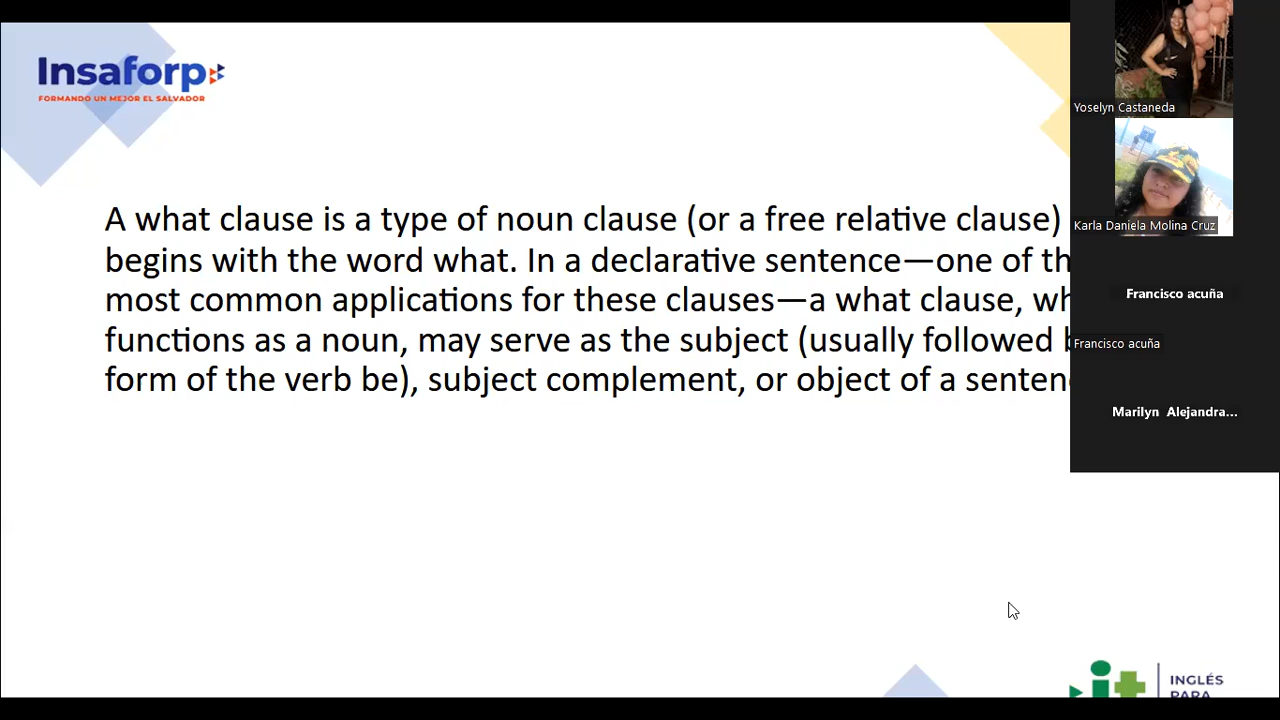 Insaforp
FORMANDO UN MEJOR EL SALVADOR
A what clause is a type of noun clause (or a free relative clause)
begins with the word what. In a declarative sentence—one of
most common applications for these clauses—a what clause,
functions as a noun, may serve as the subject (usually followed
form of the verb be), subject complement, or object of a
Yoselyn Castaneda
Karla Daniela Molina Cruz
Francisco acuña
Francisco acuña
Marilyn Alejandra...
INGLÉS
PARA